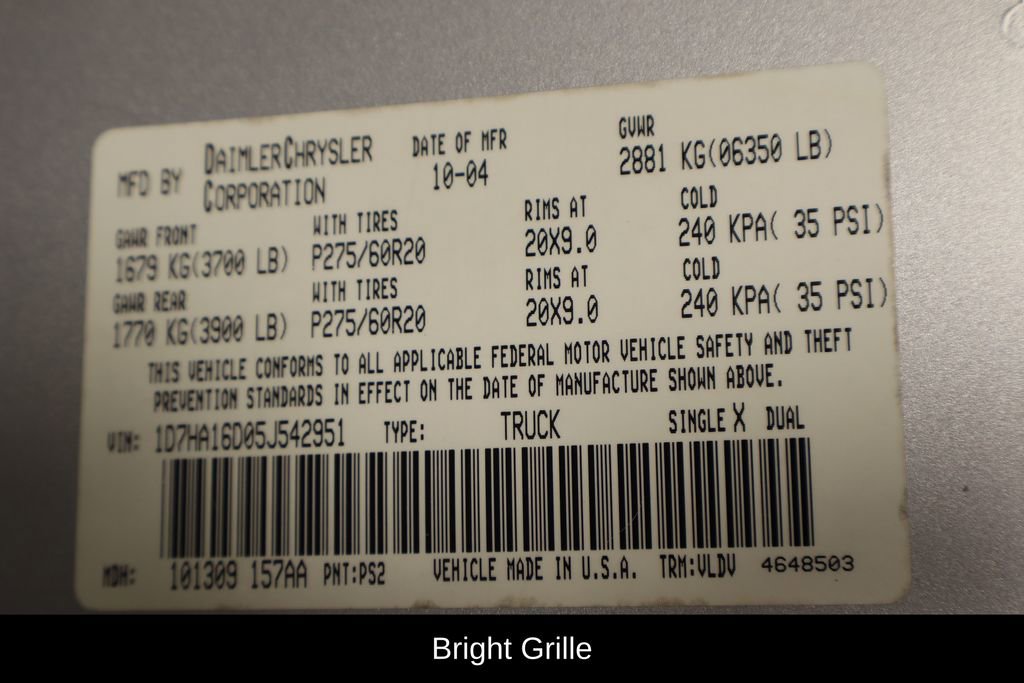 MFD BY DAIMLERCHRYSLER CORPORATION DATE OF MFR 10-04 GVWR 2881 KG(06350 LB)
GAWR FRONT WITH TIRES RIMS AT COLD
1679 KG(3700 LB) P275/60R20 20X9.0 240 KPA( 35 PSI)
GAWR REAR WITH TIRES RIMS AT COLD
1770 KG(3900 LB) P275/60R20 20X9.0 240 KPA( 35 PSI)
THIS VEHICLE CONFORMS TO ALL APPLICABLE FEDERAL MOTOR VEHICLE SAFETY AND THEFT
PREVENTION STANDARDS IN EFFECT ON THE DATE OF MANUFACTURE SHOWN ABOVE.
VIN: 1D7HA16D05J542951 TYPE: TRUCK SINGLE X DUAL
MDH: 101309 157AA PNT:PS2 VEHICLE MADE IN U.S.A. TRM:VLDV 4648503
Bright Grille